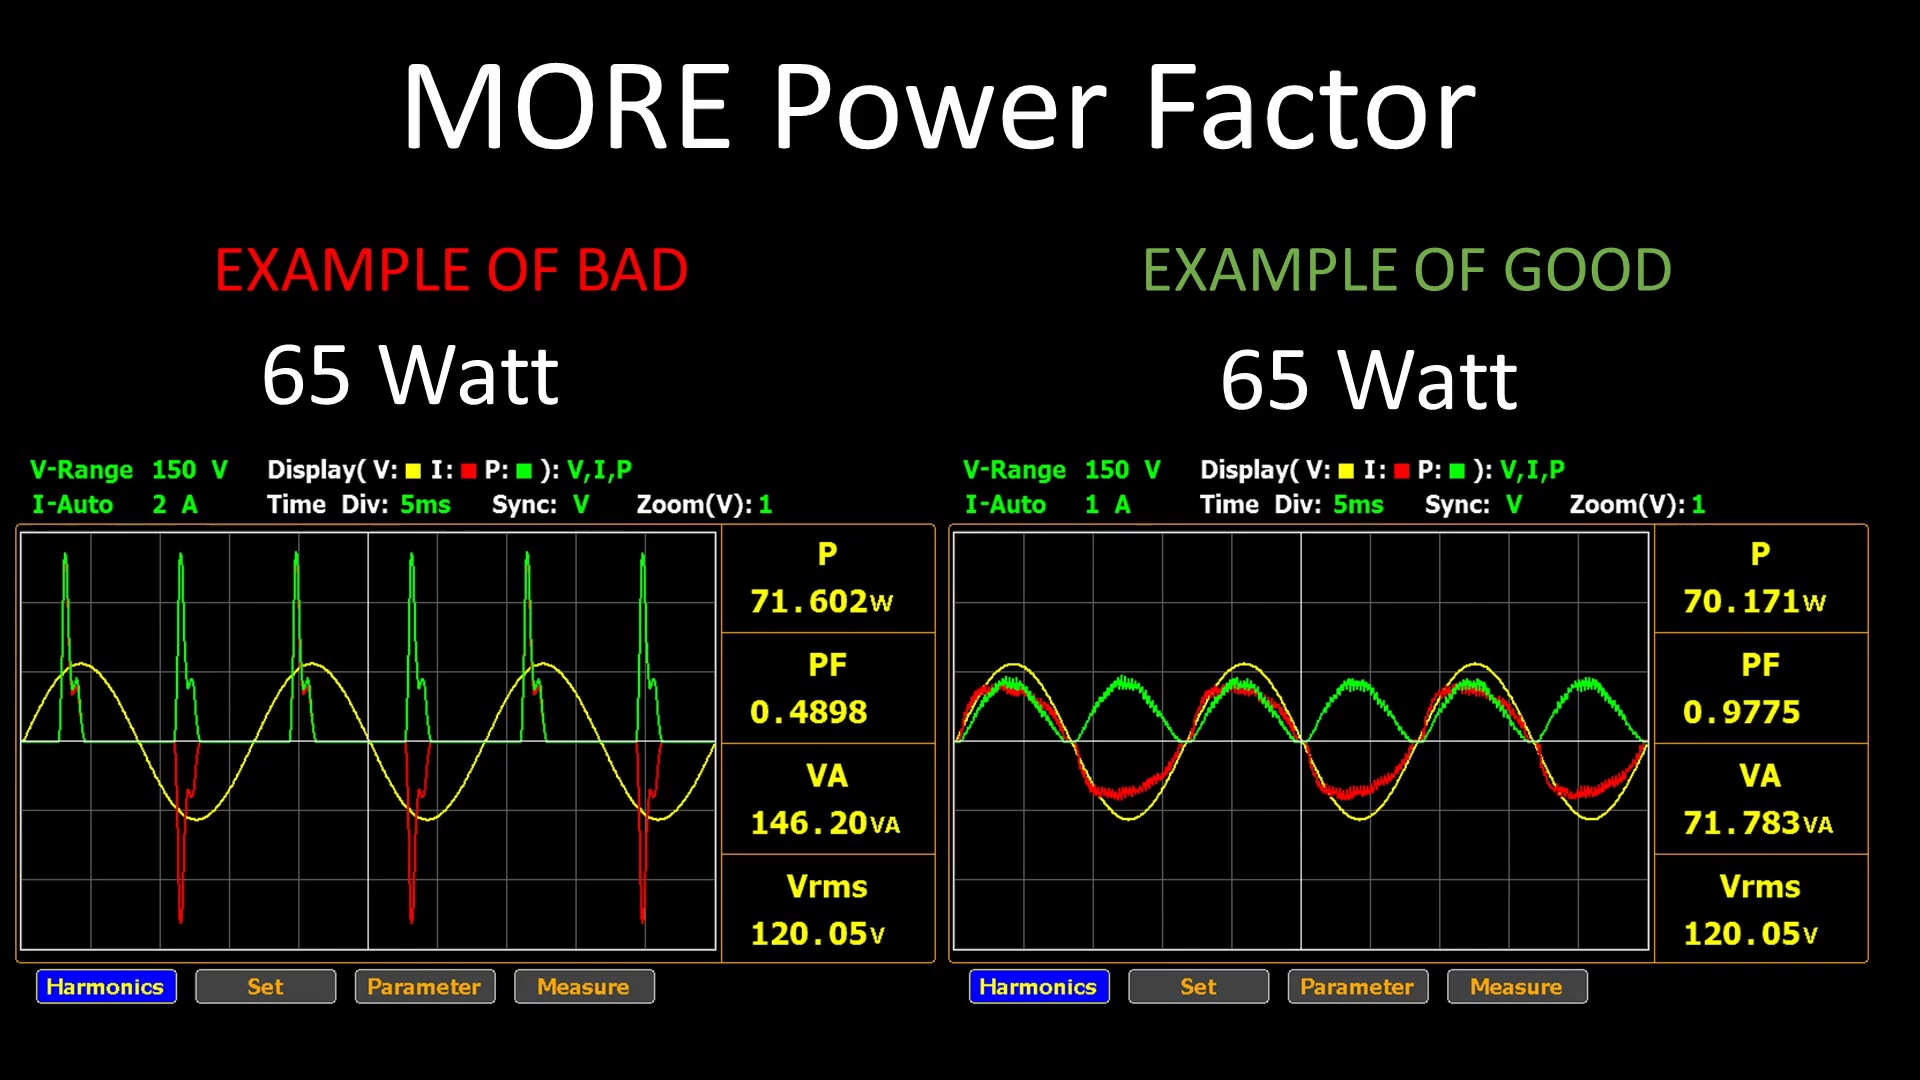 MORE Power Factor
EXAMPLE OF BAD
65 Watt
V-Range 150 V Display( V: I: P: ): V,I,P
I-Auto 2 A Time Div: 5ms Sync: V Zoom(V): 1
P
71.602W
PF
0.4898
VA
146.20VA
Vrms
120.05V
Harmonics Set Parameter Measure
EXAMPLE OF GOOD
65 Watt
V-Range 150 V Display( V: I: P: ): V,I,P
I-Auto 1 A Time Div: 5ms Sync: V Zoom(V): 1
P
70.171W
PF
0.9775
VA
71.783VA
Vrms
120.05V
Harmonics Set Parameter Measure